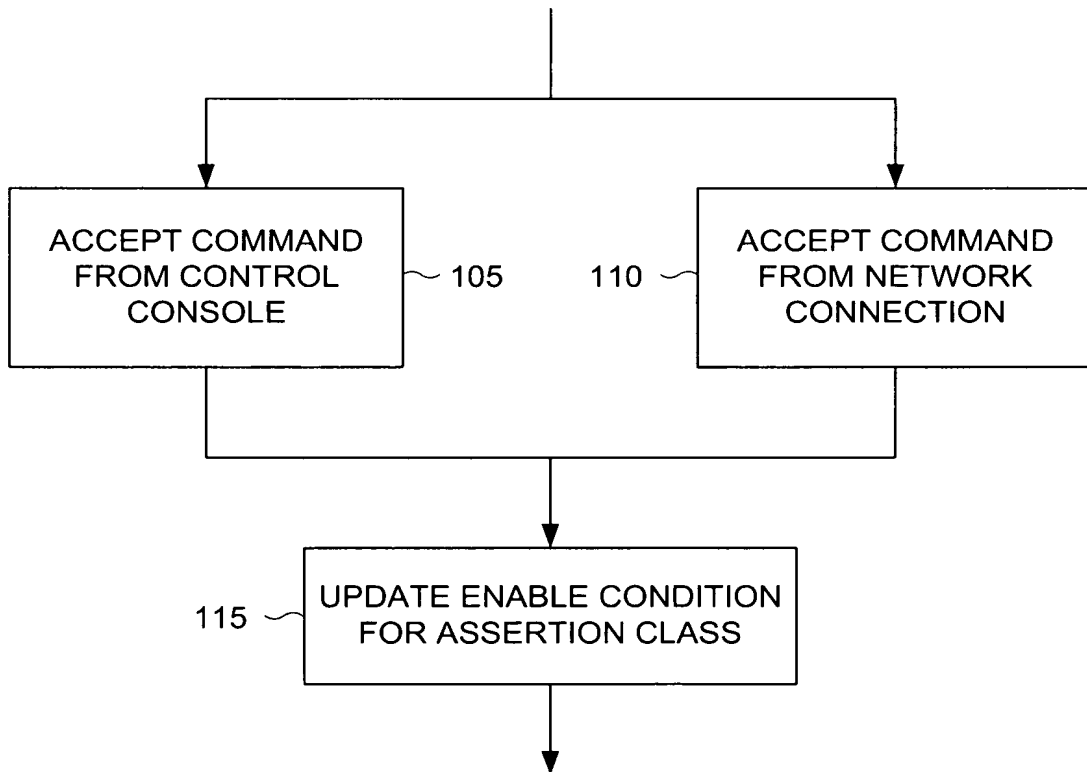 ACCEPT COMMAND
FROM CONTROL
CONSOLE
105
110
ACCEPT COMMAND
FROM NETWORK
CONNECTION
115
UPDATE ENABLE CONDITION
FOR ASSERTION CLASS